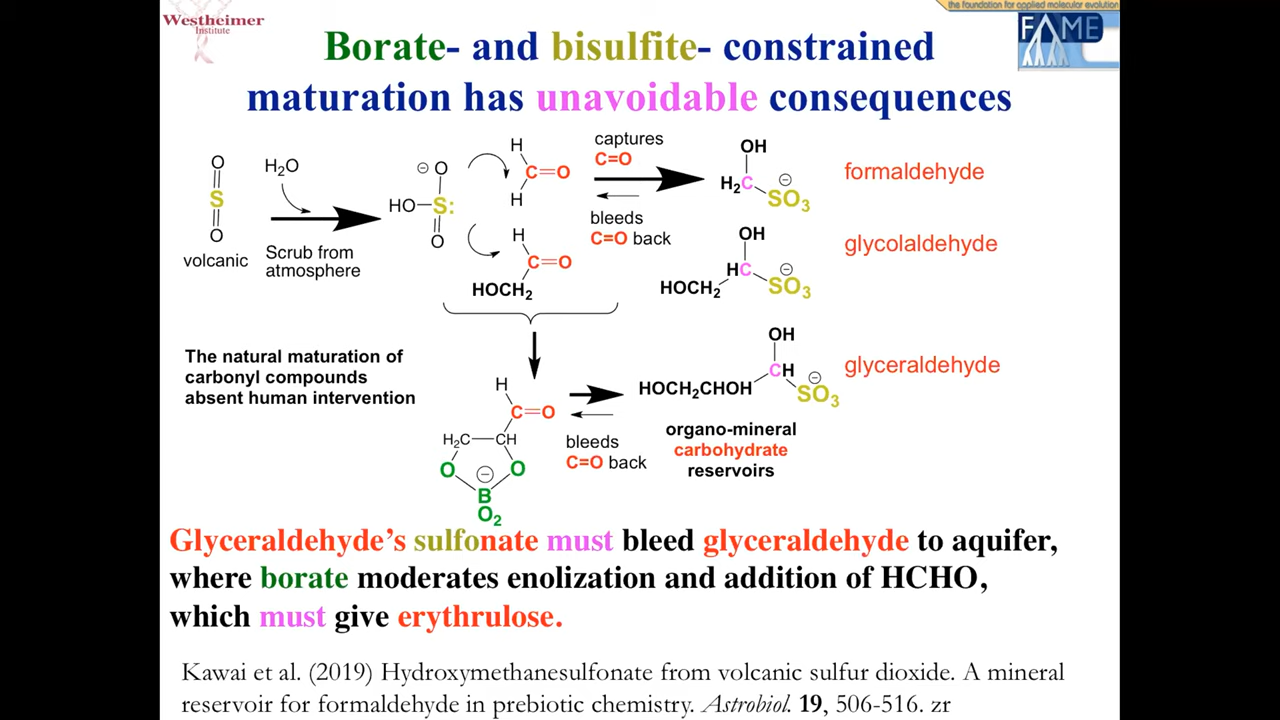 Westheimer
Institute
the foundation for applied molecular evolution
FAME
Borate- and bisulfite- constrained
maturation has unavoidable consequences
O
S
O
volcanic
H₂O
Scrub from
atmosphere
⊖ O
HO S:
O
H
C=O
H
H
C=O
HOCH₂
captures
C=O
bleeds
C=O back
OH
H₂C ⊖
SO₃
formaldehyde
OH
HC ⊖
HOCH₂ SO₃
glycolaldehyde
The natural maturation of
carbonyl compounds
absent human intervention
H
C=O
H₂C CH
O ⊖ O
B
O₂
bleeds
C=O back
OH
CH ⊖
HOCH₂CHOH SO₃
glyceraldehyde
organo-mineral
carbohydrate
reservoirs
Glyceraldehyde’s sulfonate must bleed glyceraldehyde to aquifer,
where borate moderates enolization and addition of HCHO,
which must give erythrulose.
Kawai et al. (2019) Hydroxymethanesulfonate from volcanic sulfur dioxide. A mineral
reservoir for formaldehyde in prebiotic chemistry. Astrobiol. 19, 506-516. zr